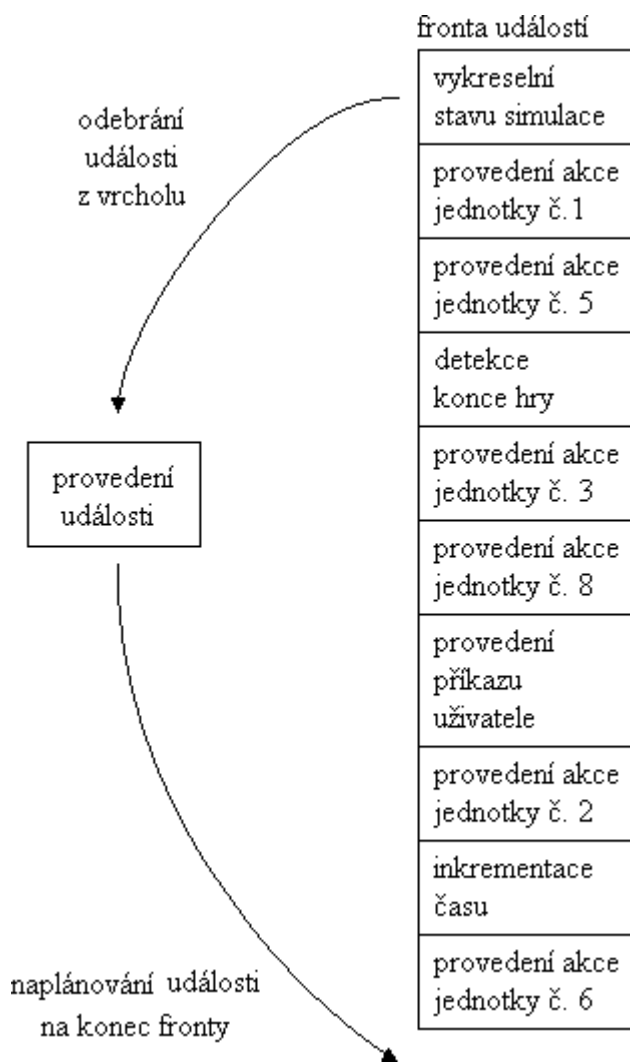 fronta událostí
vykreselní
stavu simulace
odebrání
události
z vrcholu
provedení akce
jednotky č. 1
provedení akce
jednotky č. 5
detekce
konce hry
provedení akce
jednotky č. 3
provedení
události
provedení akce
jednotky č. 8
provedení
příkazu
uživatele
provedení akce
jednotky č. 2
inkrementace
času
provedení akce
jednotky č. 6
naplánování události
na konec fronty